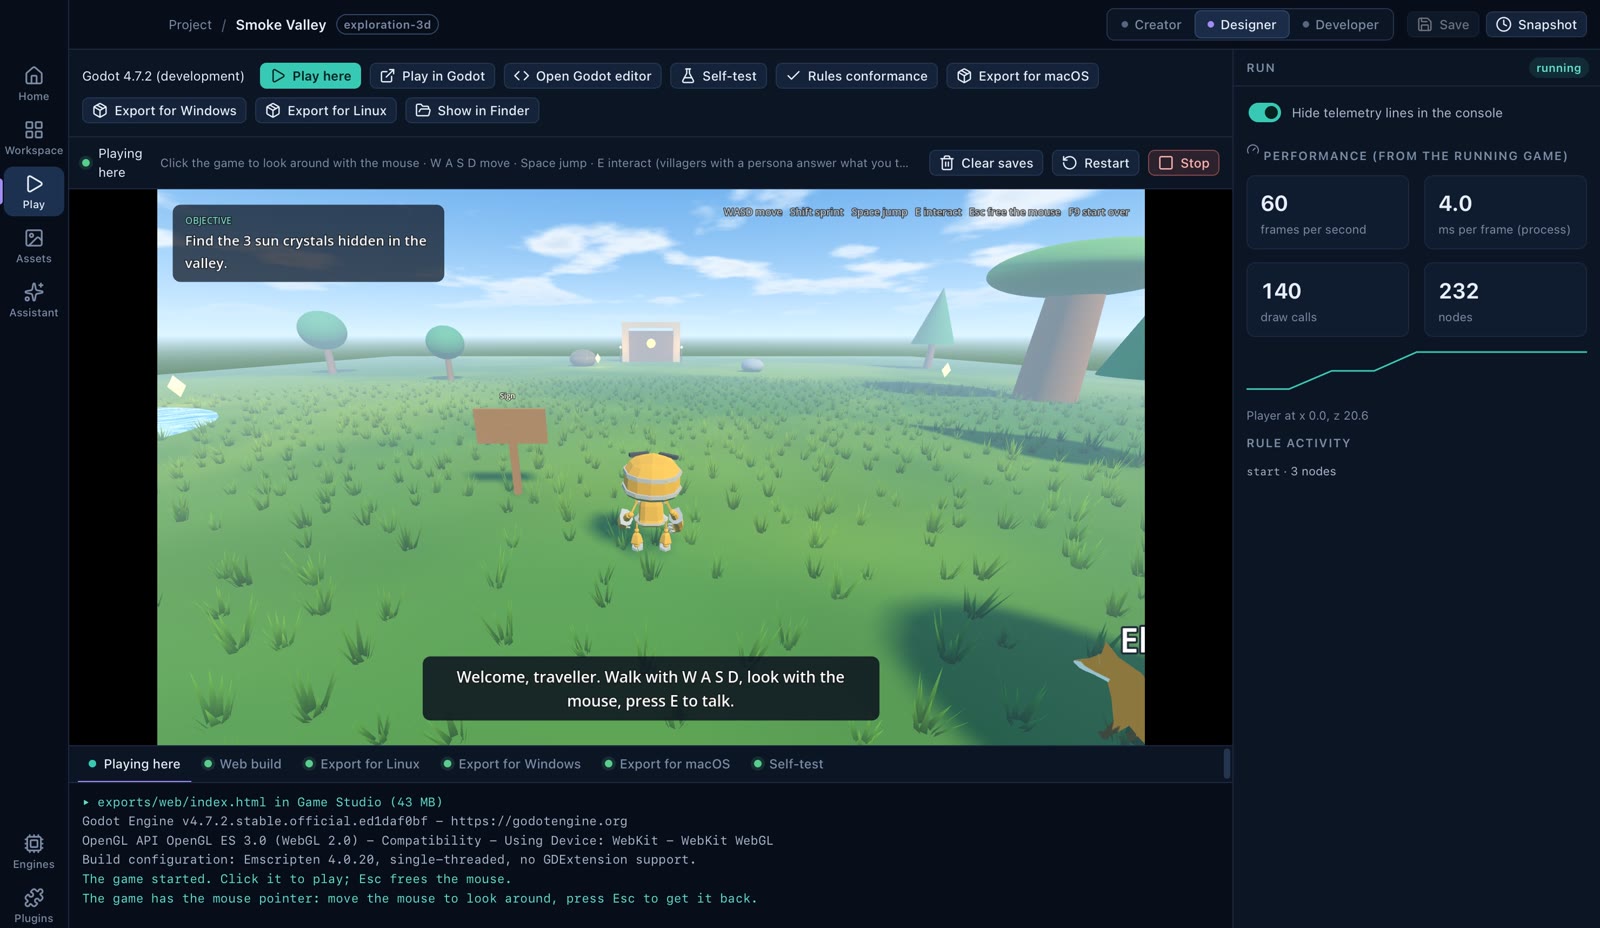 Project / Smoke Valley exploration-3d
Creator Designer Developer Save Snapshot
Home
Workspace
Play
Assets
Assistant
Engines
Plugins
Godot 4.7.2 (development) Play here Play in Godot Open Godot editor Self-test Rules conformance Export for macOS
Export for Windows Export for Linux Show in Finder
Playing here
Click the game to look around with the mouse · W A S D move · Space jump · E interact (villagers with a persona answer what you t...
Clear saves Restart Stop
OBJECTIVE
Find the 3 sun crystals hidden in the
valley.
WASD move Shift sprint Space jump E interact Esc free the mouse F9 start over
Sign
El
Welcome, traveller. Walk with W A S D, look with the
mouse, press E to talk.
Playing here Web build Export for Linux Export for Windows Export for macOS Self-test
▸ exports/web/index.html in Game Studio (43 MB)
Godot Engine v4.7.2.stable.official.ed1daf0bf — https://godotengine.org
OpenGL API OpenGL ES 3.0 (WebGL 2.0) — Compatibility — Using Device: WebKit — WebKit WebGL
Build configuration: Emscripten 4.0.20, single-threaded, no GDExtension support.
The game started. Click it to play; Esc frees the mouse.
The game has the mouse pointer: move the mouse to look around, press Esc to get it back.
RUN running
Hide telemetry lines in the console
PERFORMANCE (FROM THE RUNNING GAME)
60
frames per second
4.0
ms per frame (process)
140
draw calls
232
nodes
Player at x 0.0, z 20.6
RULE ACTIVITY
start · 3 nodes